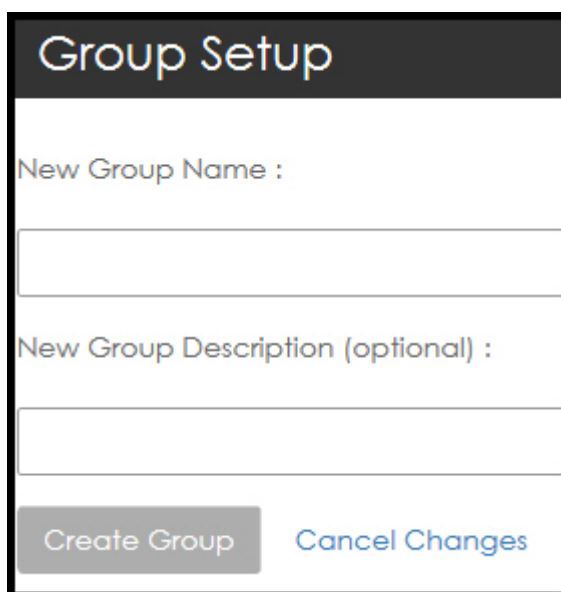 Group Setup
New Group Name :
New Group Description (optional) :
Create Group Cancel Changes